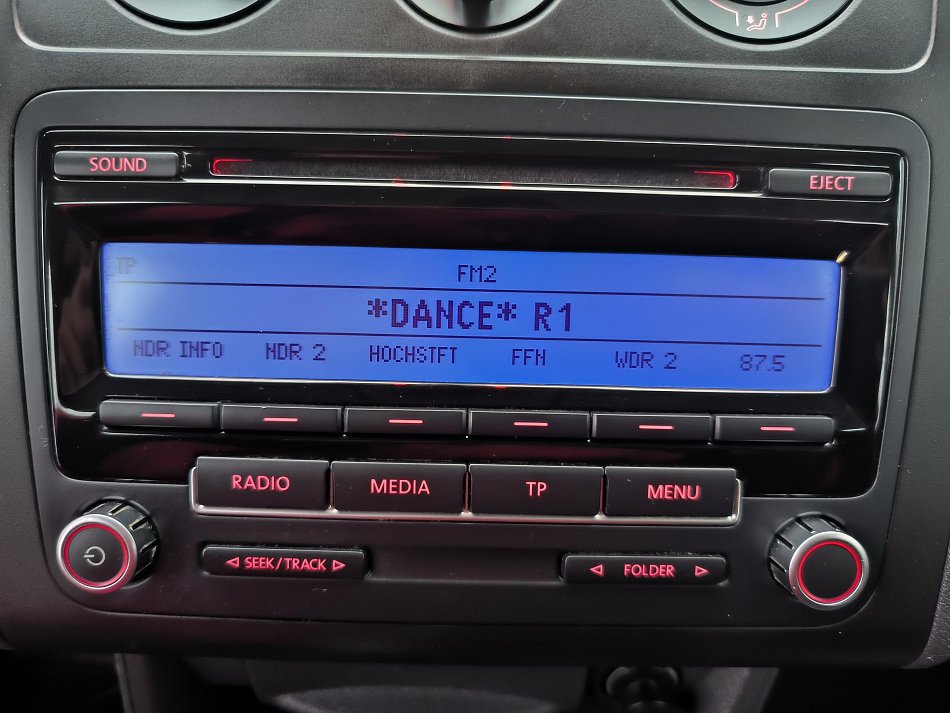 SOUND EJECT
TP FM2
*DANCE* R1
NDR INFO NDR 2 HOCHSTFT FFN WDR 2 87.5
RADIO MEDIA TP MENU
SEEK/TRACK FOLDER